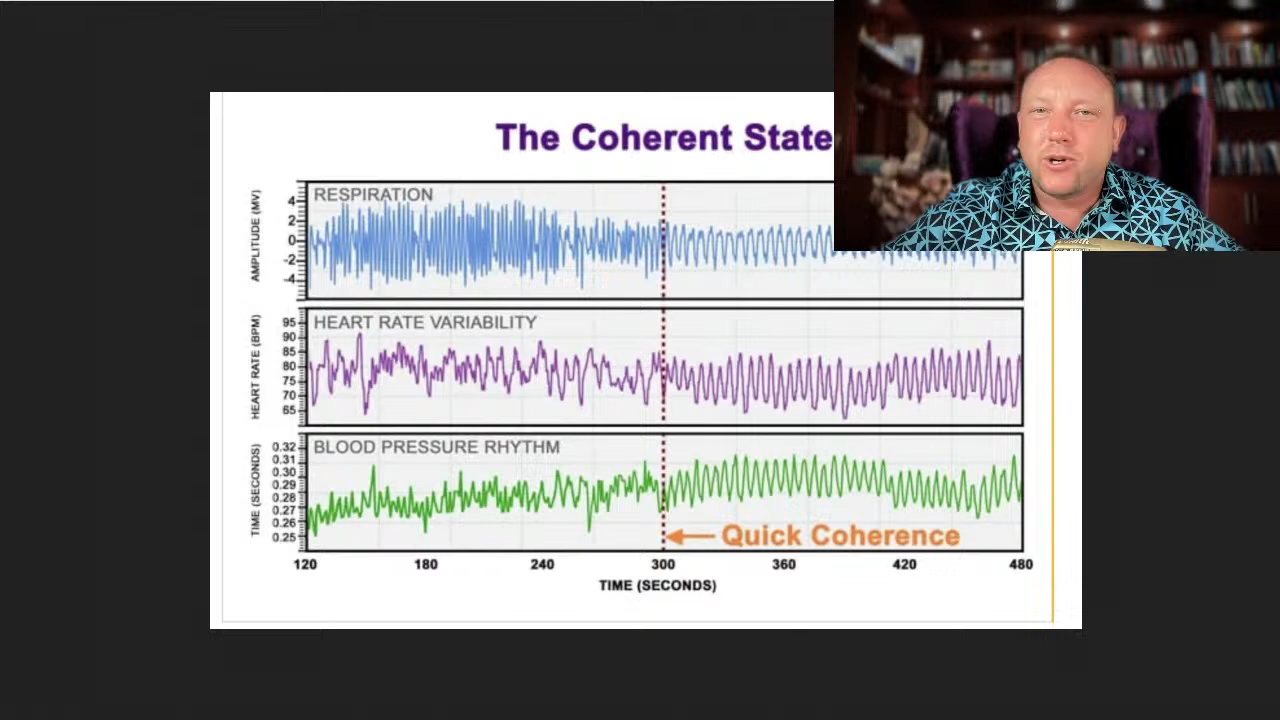 The Coherent State
RESPIRATION
AMPLITUDE (MV)
4
2
0
-2
-4
HEART RATE VARIABILITY
HEART RATE (BPM)
95
90
85
80
75
70
65
BLOOD PRESSURE RHYTHM
TIME (SECONDS)
0.32
0.31
0.30
0.29
0.28
0.27
0.26
0.25
Quick Coherence
120 180 240 300 360 420 480
TIME (SECONDS)